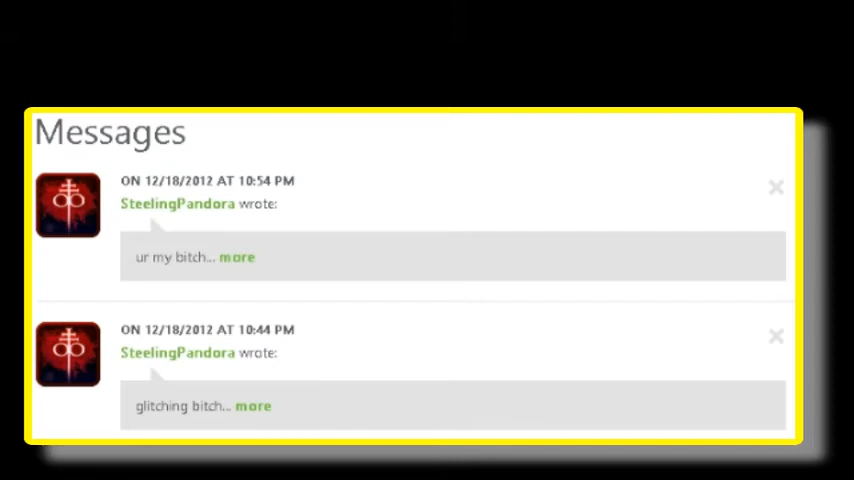 Messages
ON 12/18/2012 AT 10:54 PM
SteelingPandora wrote:
ur my bitch... more
ON 12/18/2012 AT 10:44 PM
SteelingPandora wrote:
glitching bitch... more